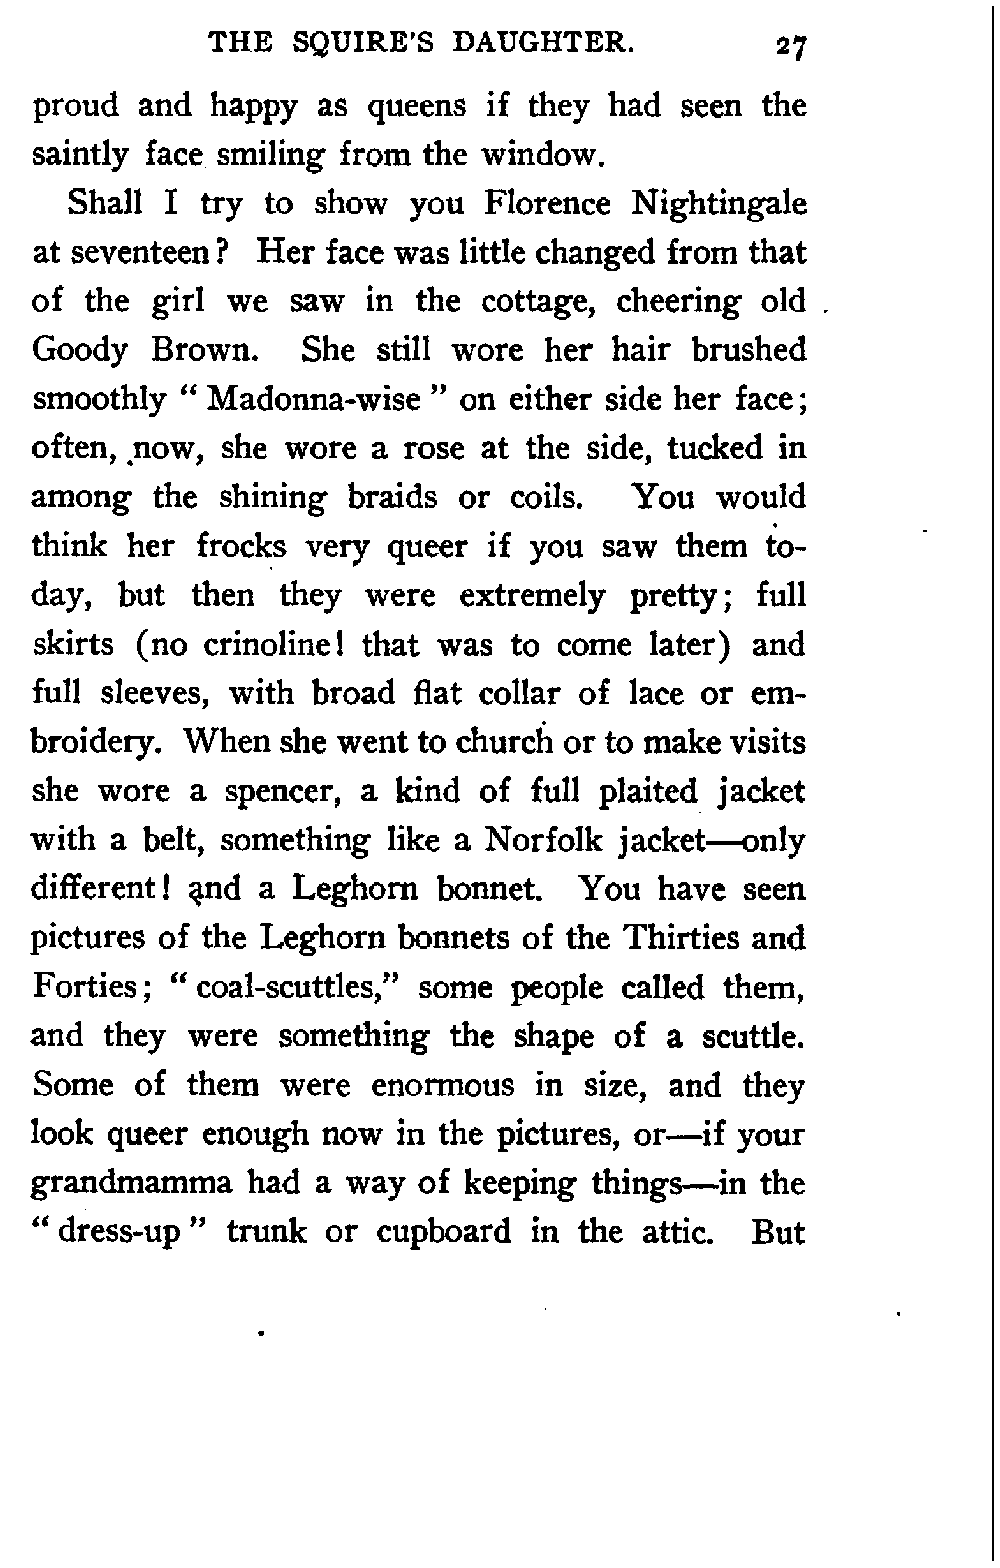 THE SQUIRE'S DAUGHTER. 27
proud and happy as queens if they had seen the
saintly face smiling from the window.
Shall I try to show you Florence Nightingale
at seventeen? Her face was little changed from that
of the girl we saw in the cottage, cheering old
Goody Brown. She still wore her hair brushed
smoothly "Madonna-wise" on either side her face;
often, now, she wore a rose at the side, tucked in
among the shining braids or coils. You would
think her frocks very queer if you saw them to-
day, but then they were extremely pretty; full
skirts (no crinoline! that was to come later) and
full sleeves, with broad flat collar of lace or em-
broidery. When she went to church or to make visits
she wore a spencer, a kind of full plaited jacket
with a belt, something like a Norfolk jacket—only
different! and a Leghorn bonnet. You have seen
pictures of the Leghorn bonnets of the Thirties and
Forties; "coal-scuttles," some people called them,
and they were something the shape of a scuttle.
Some of them were enormous in size, and they
look queer enough now in the pictures, or—if your
grandmamma had a way of keeping things—in the
"dress-up" trunk or cupboard in the attic. But